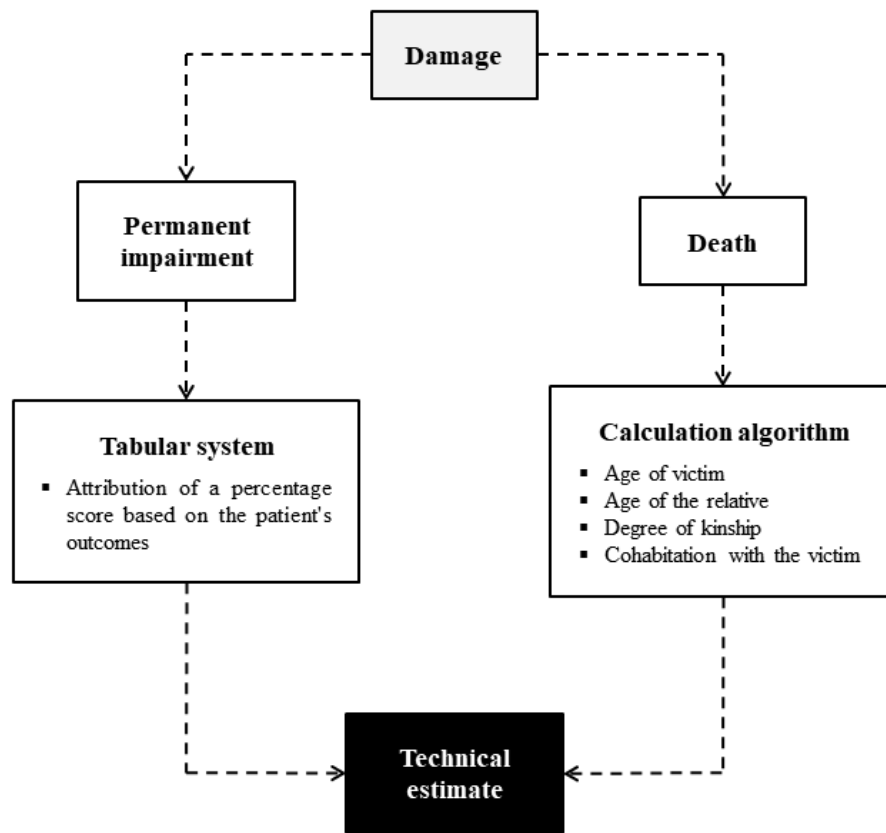 Damage
Permanent
impairment
Death
Tabular system
▪ Attribution of a percentage
score based on the patient's
outcomes
Calculation algorithm
▪ Age of victim
▪ Age of the relative
▪ Degree of kinship
▪ Cohabitation with the victim
Technical
estimate